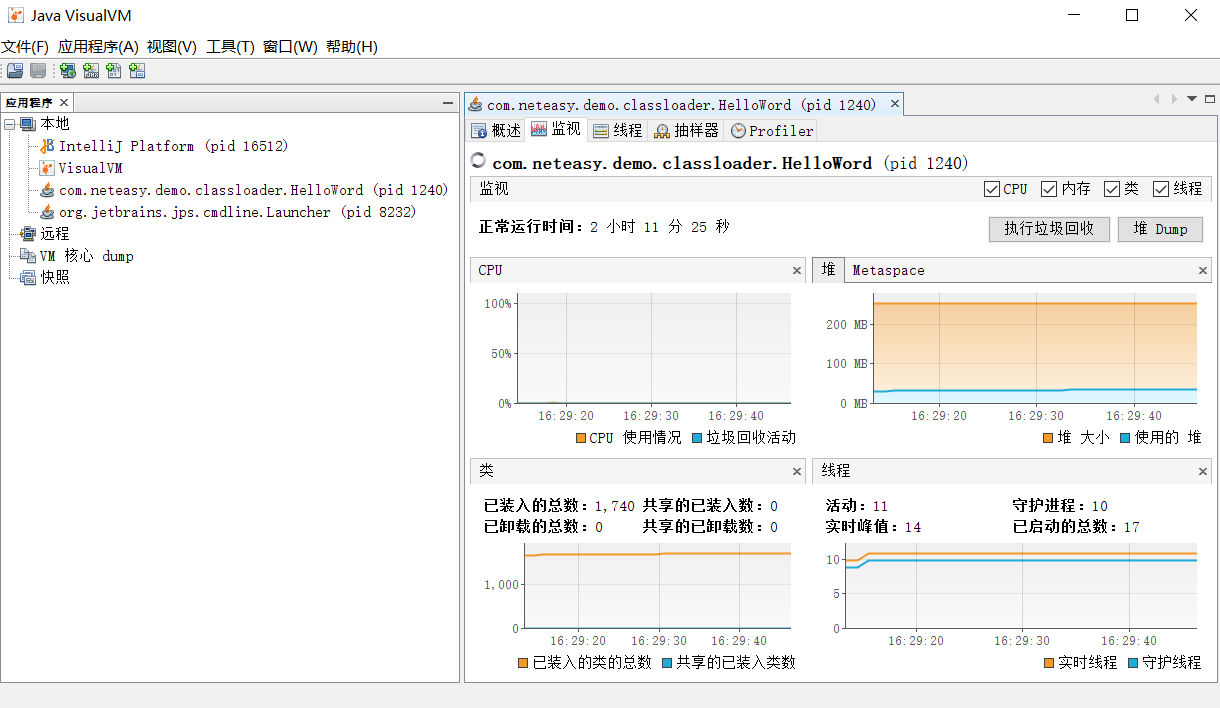 Java VisualVM
文件(F) 应用程序(A) 视图(V) 工具(T) 窗口(W) 帮助(H)
应用程序
本地
IntelliJ Platform (pid 16512)
VisualVM
com.neteasy.demo.classloader.HelloWord (pid 1240)
org.jetbrains.jps.cmdline.Launcher (pid 8232)
远程
VM 核心 dump
快照
com.neteasy.demo.classloader.HelloWord (pid 1240)
概述 监视 线程 抽样器 Profiler
com.neteasy.demo.classloader.HelloWord (pid 1240)
监视 CPU 内存 类 线程
正常运行时间：2 小时 11 分 25 秒 执行垃圾回收 堆 Dump
CPU
100%
50%
0%
16:29:20 16:29:30 16:29:40
CPU 使用情况 垃圾回收活动
堆 Metaspace
200 MB
100 MB
0 MB
16:29:20 16:29:30 16:29:40
堆 大小 使用的 堆
类
已装入的总数：1,740 共享的已装入数：0
已卸载的总数：0 共享的已卸载数：0
1,000
0
16:29:20 16:29:30 16:29:40
已装入的类的总数 共享的已装入类数
线程
活动：11 守护进程：10
实时峰值：14 已启动的总数：17
10
5
0
16:29:20 16:29:30 16:29:40
实时线程 守护线程